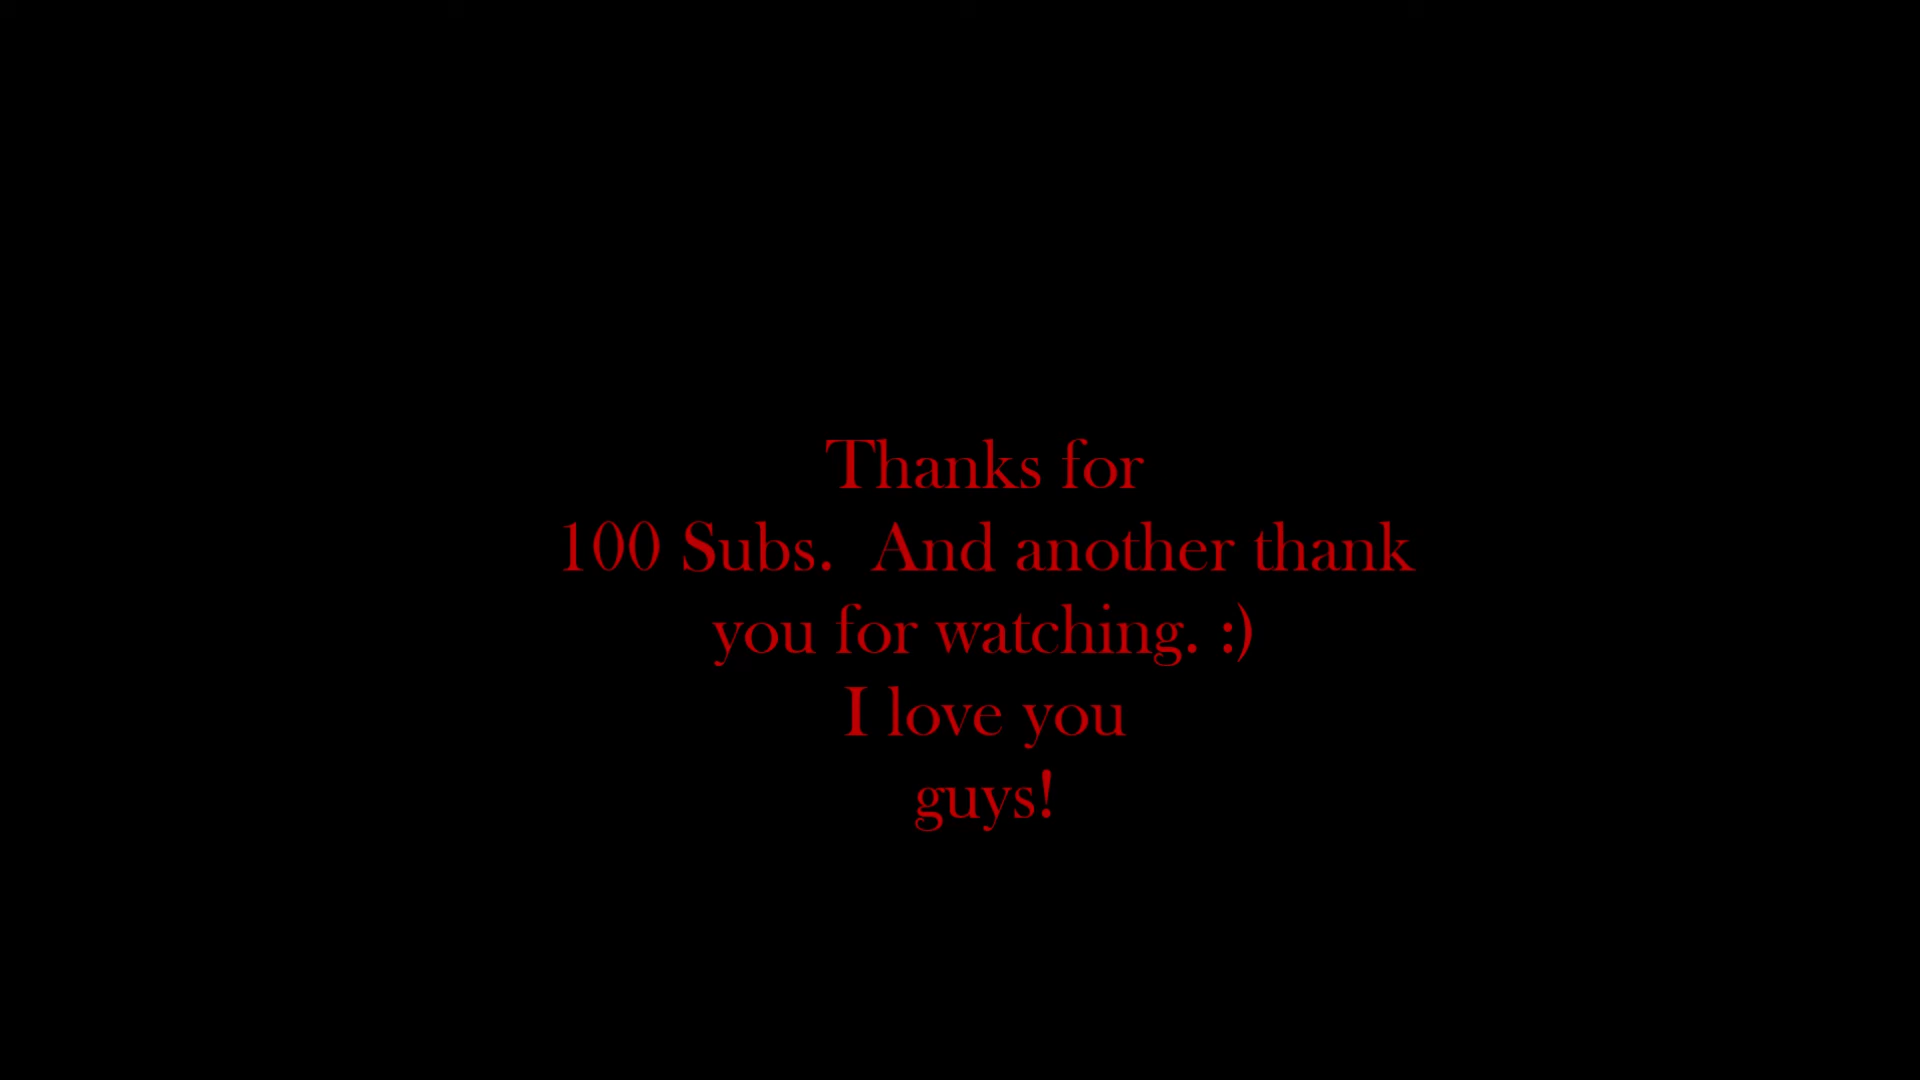 Thanks for
100 Subs.  And another thank
you for watching. :)
I love you
guys!